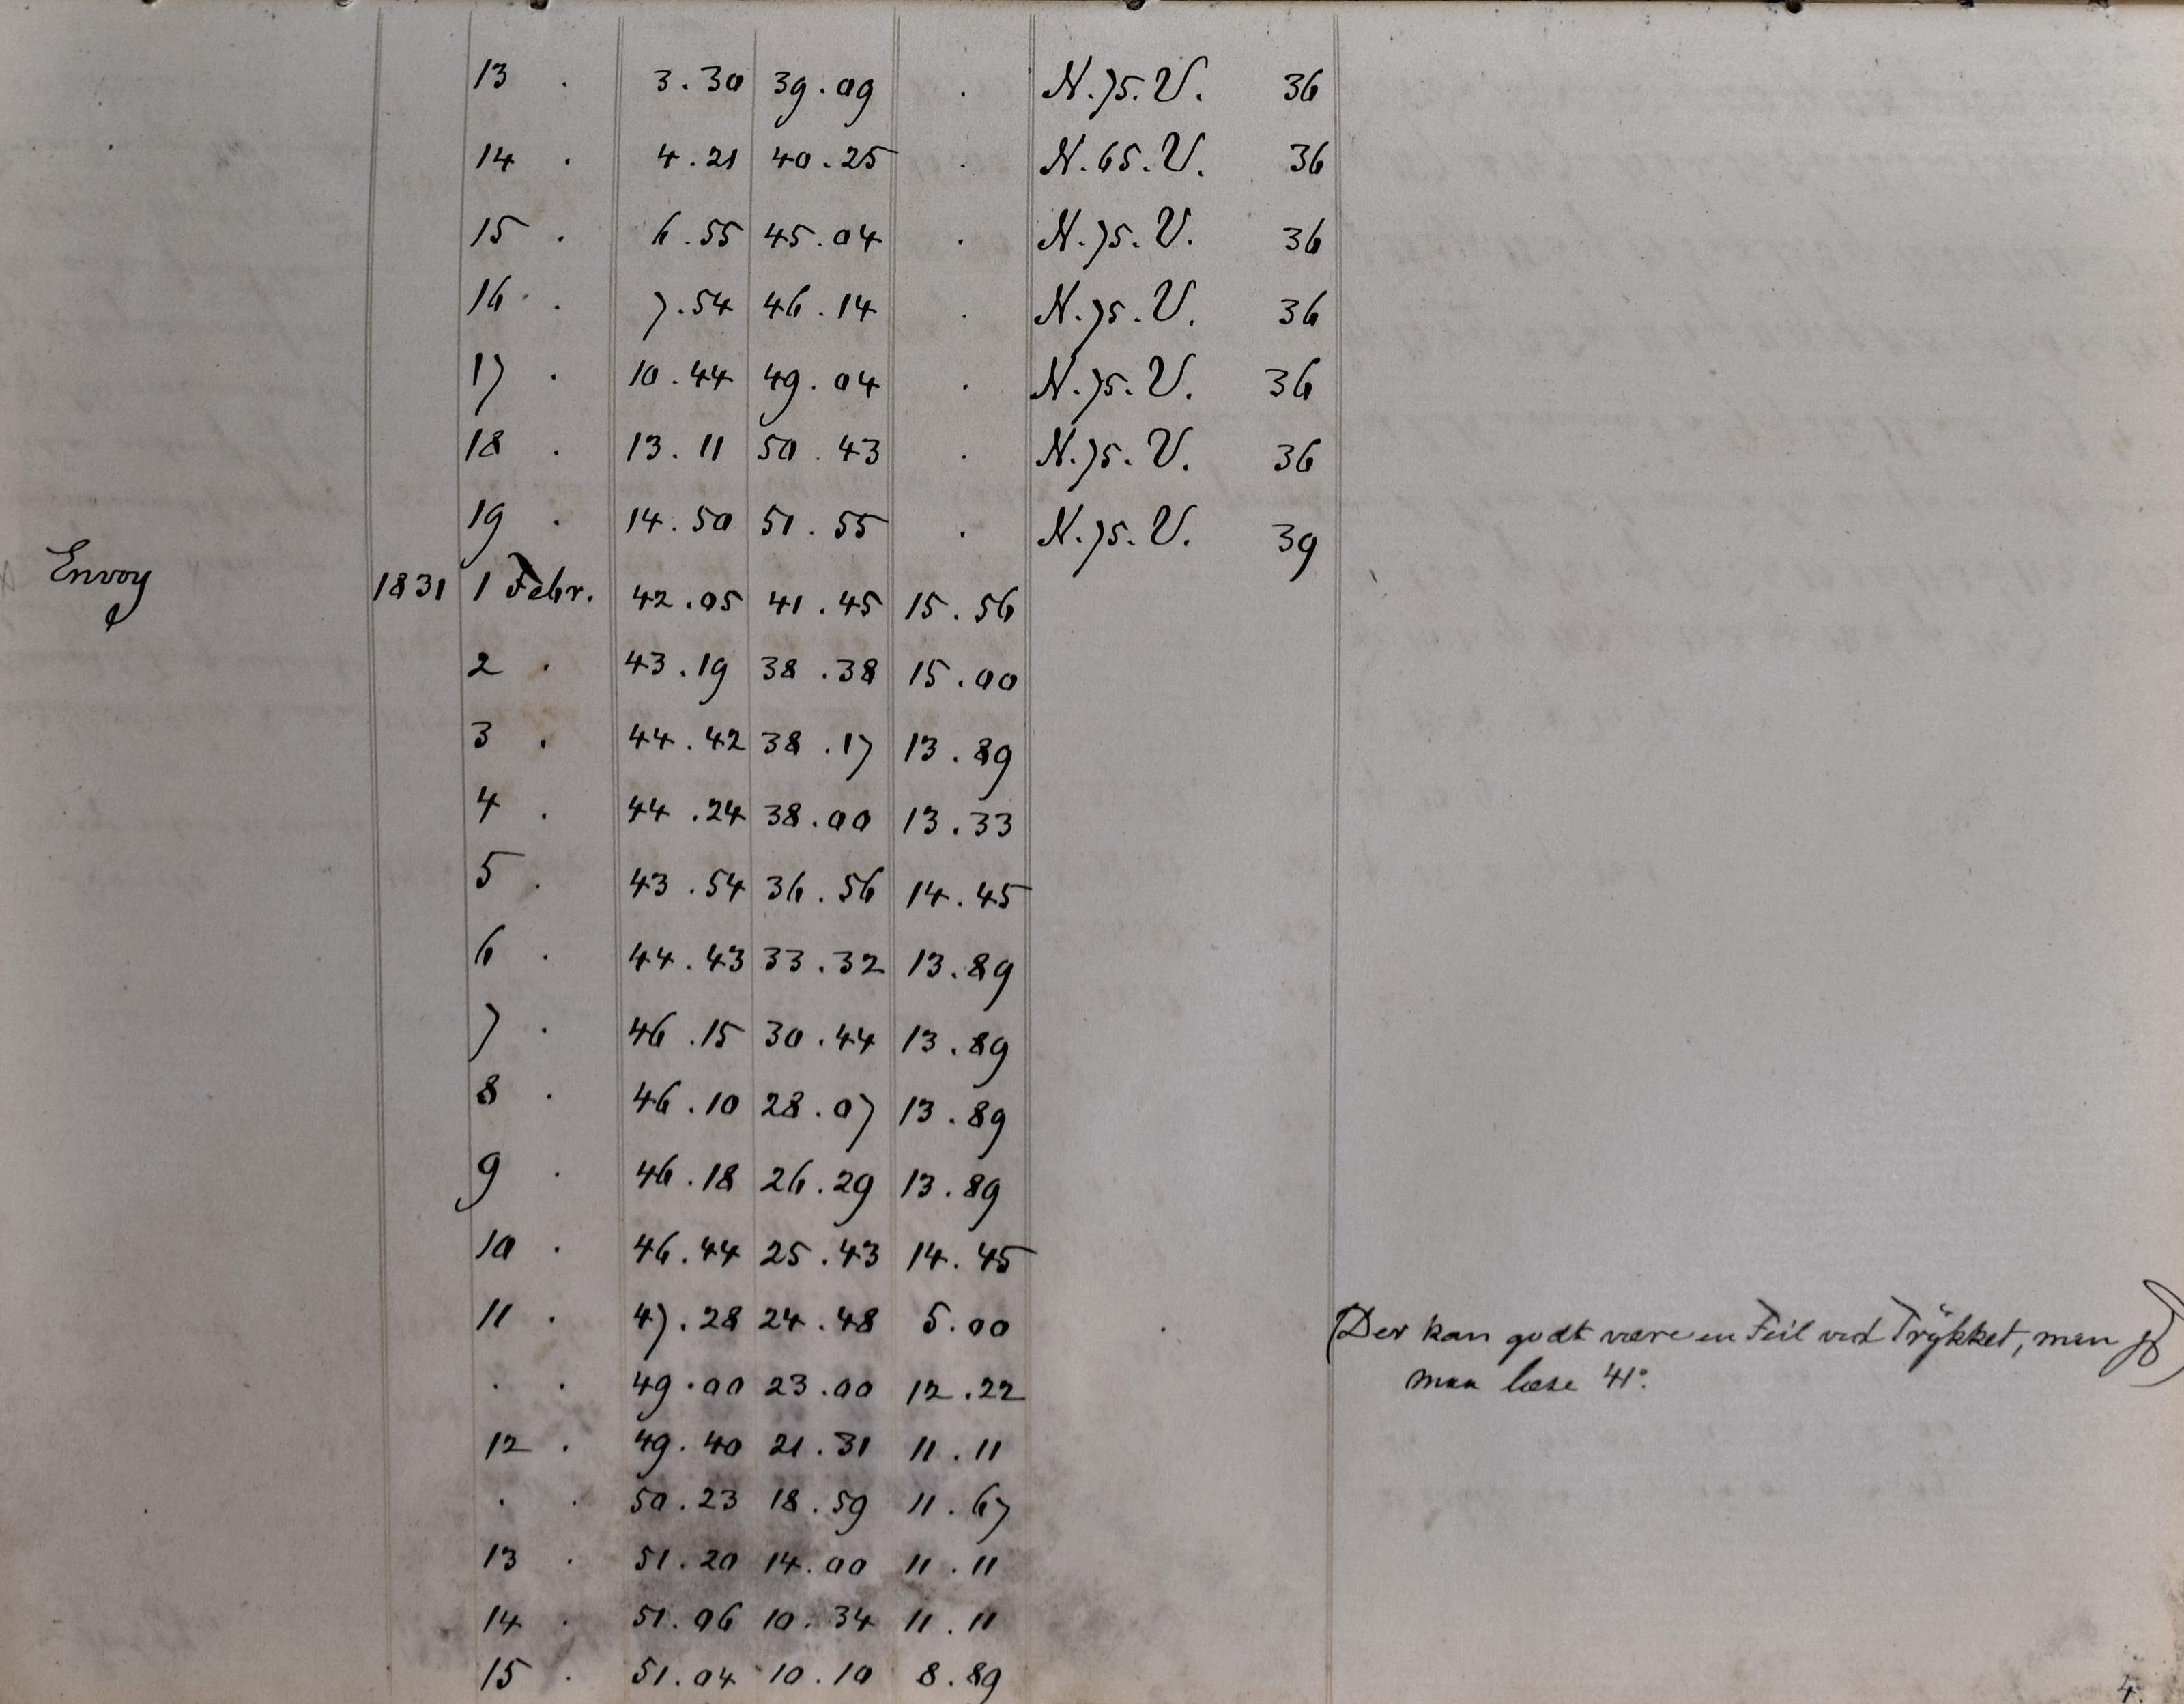 13 . 3.30 39.09 . N.75.V. 36
14 . 4.21 40.25 . N.65.V. 36
15 . 6.55 45.04 . N.75.V. 36
16 . 7.54 46.14 . N.75.V. 36
17 . 10.44 49.04 . N.75.V. 36
18 . 13.11 50.43 . N.75.V. 36
19 . 14.50 51.55 . N.75.V. 39
Envoy 1831 1 Febr. 42.05 41.45 15.56
2 . 43.19 38.38 15.00
3 . 44.42 38.17 13.89
4 . 44.24 38.00 13.33
5 . 43.54 36.56 14.45
6 . 44.43 33.32 13.89
7 . 46.15 30.44 13.89
8 . 46.10 28.07 13.89
9 . 46.18 26.29 13.89
10 . 46.44 25.43 14.45
11 . 47.28 24.48 5.00 (Der kan godt være en Feil ved Trÿkket, man
. . 49.00 23.00 12.22 maa læse 41°.
12 . 49.40 21.31 11.11
. . 50.23 18.59 11.67
13 . 51.20 14.00 11.11
14 . 51.06 10.34 11.11
15 . 51.04 10.10 8.89
4.